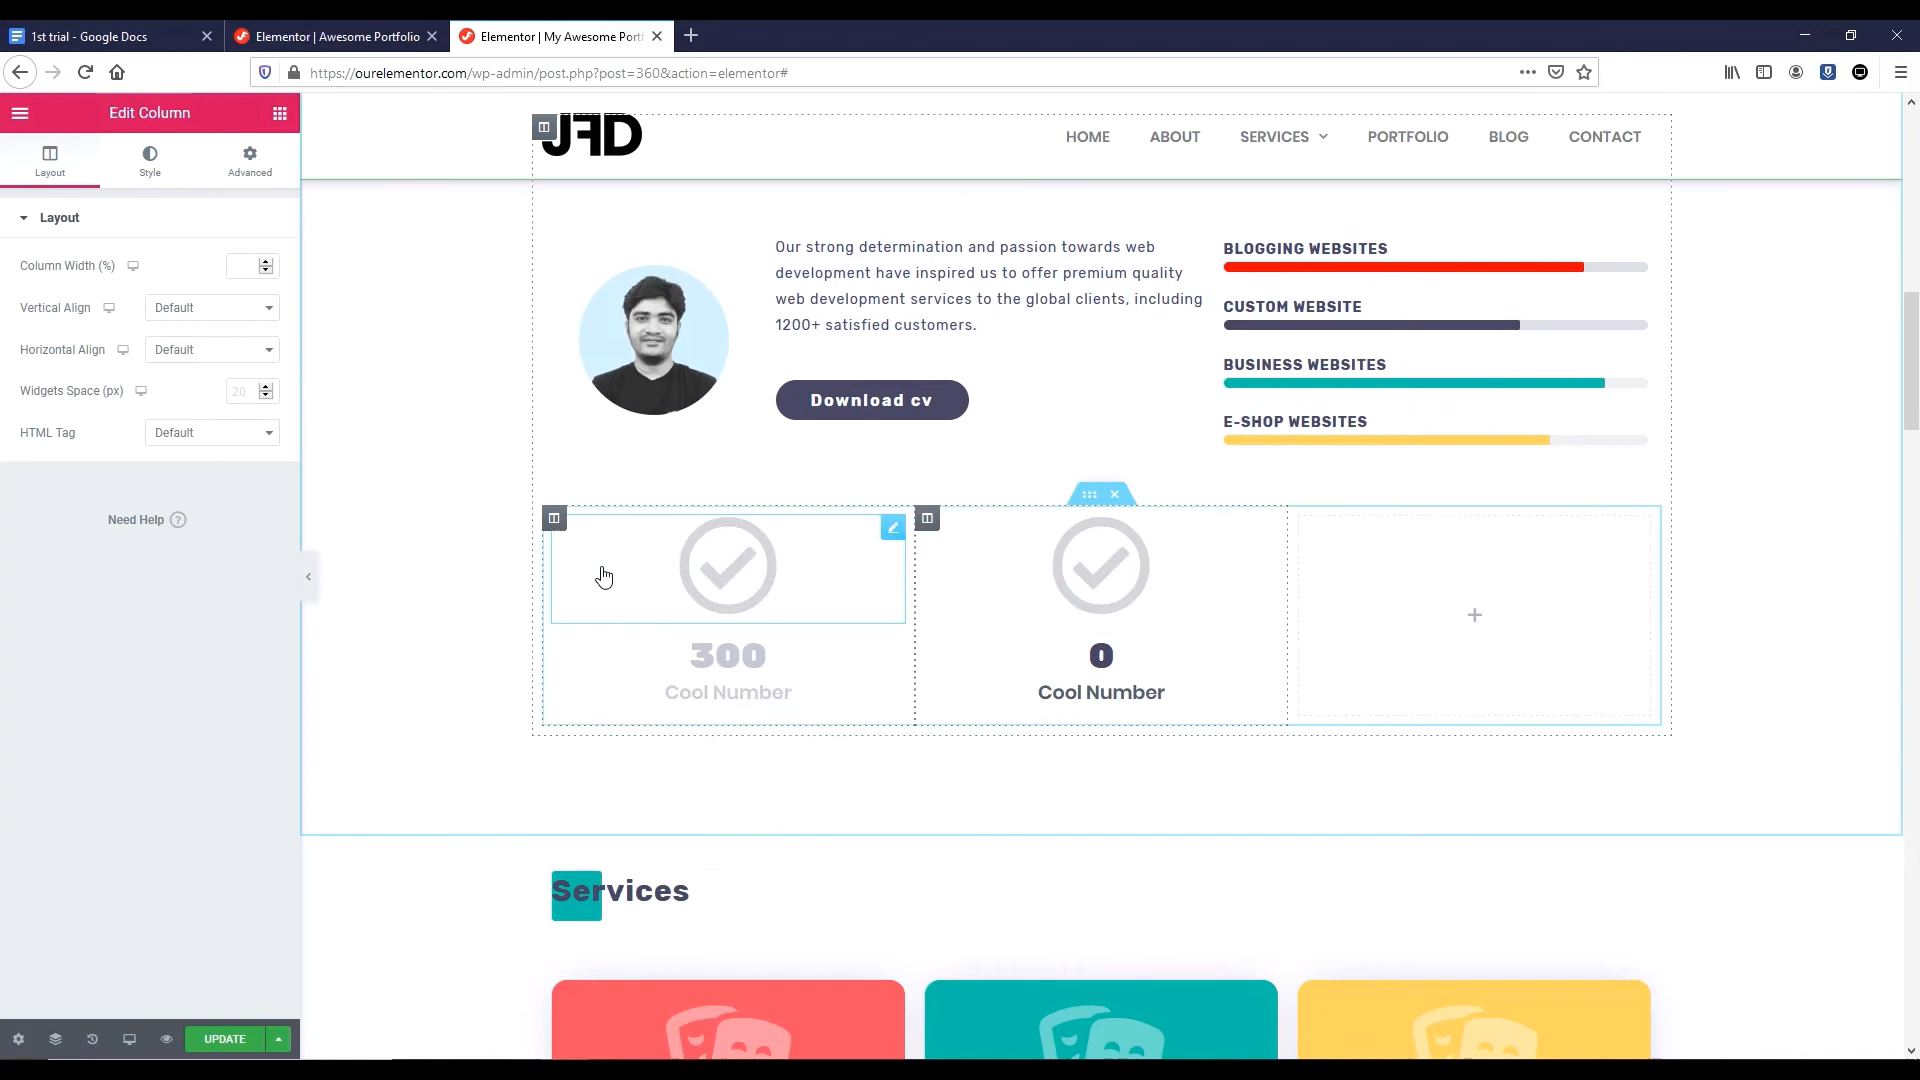 1st trial - Google Docs
Elementor | Awesome Portfolio
Elementor | My Awesome Port
https://ourelementor.com/wp-admin/post.php?post=360&action=elementor#
Edit Column
Layout
Style
Advanced
Layout
Column Width (%)
Vertical Align
Default
Horizontal Align
Default
Widgets Space (px)
20
HTML Tag
Default
Need Help
UPDATE
JFD
HOME
ABOUT
SERVICES
PORTFOLIO
BLOG
CONTACT
Our strong determination and passion towards web
development have inspired us to offer premium quality
web development services to the global clients, including
1200+ satisfied customers.
Download cv
BLOGGING WEBSITES
CUSTOM WEBSITE
BUSINESS WEBSITES
E-SHOP WEBSITES
300
Cool Number
0
Cool Number
Services